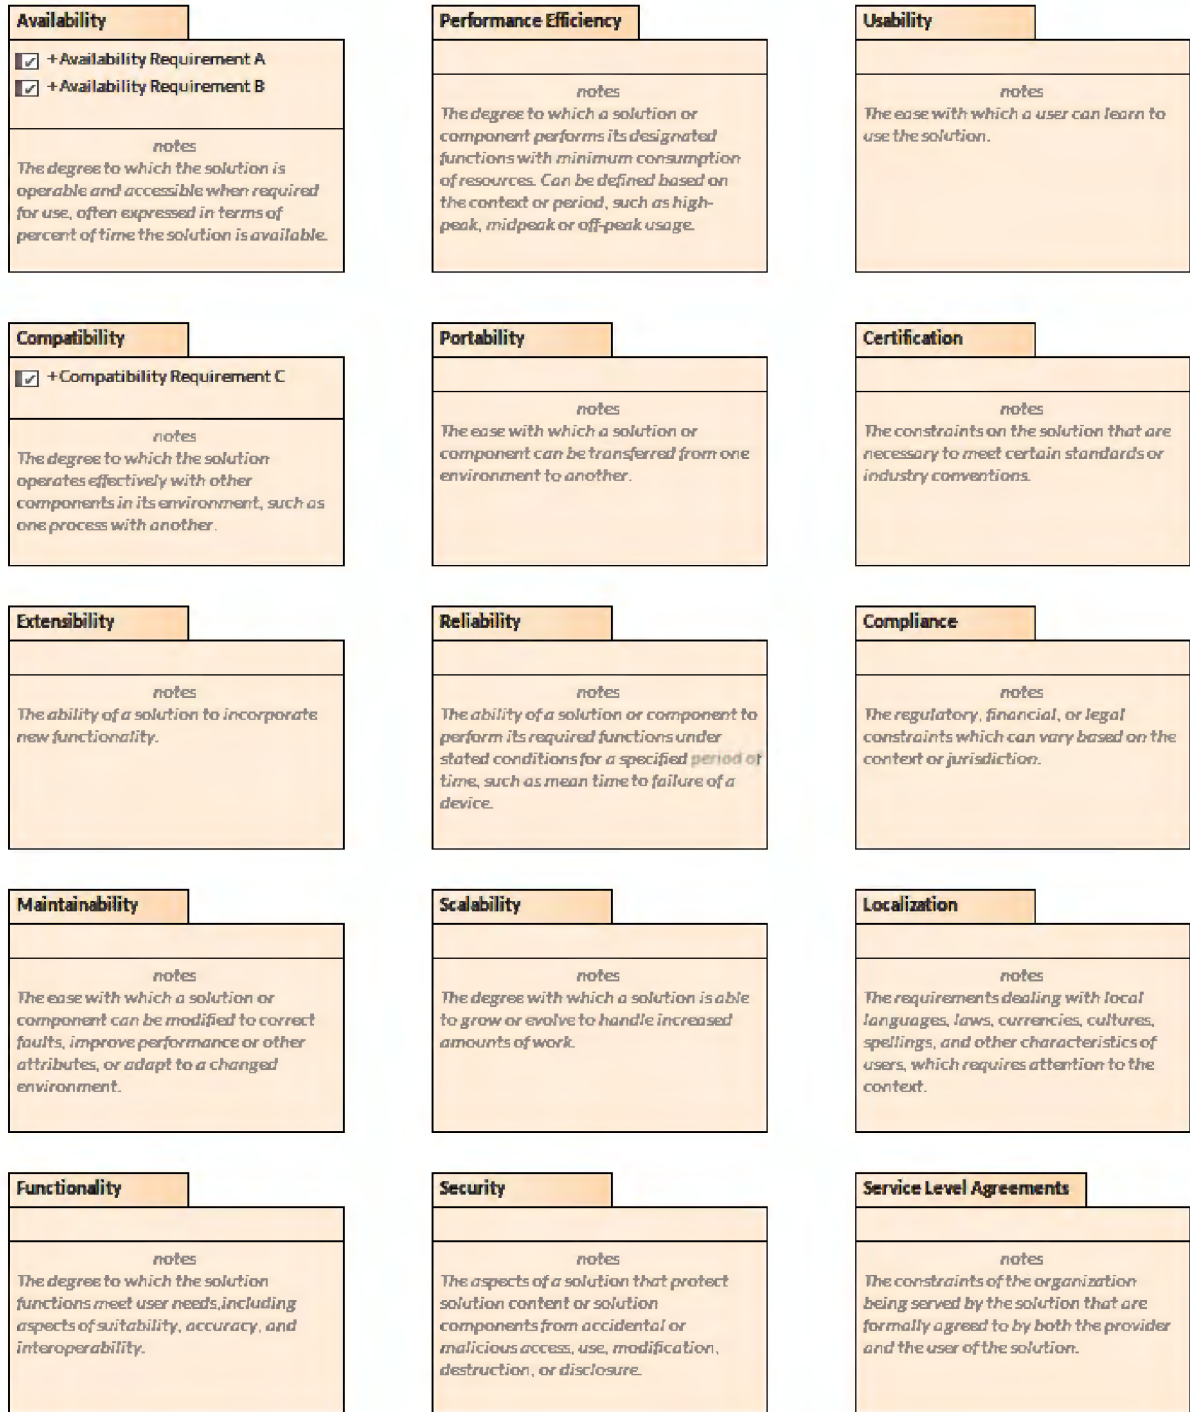 Availability
+Availability Requirement A
+Availability Requirement B
notes
The degree to which the solution is
operable and accessible when required
for use, often expressed in terms of
percent of time the solution is available.
Performance Efficiency
notes
The degree to which a solution or
component performs its designated
functions with minimum consumption
of resources. Can be defined based on
the context or period, such as high-
peak, midpeak or off-peak usage.
Usability
notes
The ease with which a user can learn to
use the solution.
Compatibility
+Compatibility Requirement C
notes
The degree to which the solution
operates effectively with other
components in its environment, such as
one process with another.
Portability
notes
The ease with which a solution or
component can be transferred from one
environment to another.
Certification
notes
The constraints on the solution that are
necessary to meet certain standards or
industry conventions.
Extensibility
notes
The ability of a solution to incorporate
new functionality.
Reliability
notes
The ability of a solution or component to
perform its required functions under
stated conditions for a specified period of
time, such as mean time to failure of a
device.
Compliance
notes
The regulatory, financial, or legal
constraints which can vary based on the
context or jurisdiction.
Maintainability
notes
The ease with which a solution or
component can be modified to correct
faults, improve performance or other
attributes, or adapt to a changed
environment.
Scalability
notes
The degree with which a solution is able
to grow or evolve to handle increased
amounts of work.
Localization
notes
The requirements dealing with local
languages, laws, currencies, cultures,
spellings, and other characteristics of
users, which requires attention to the
context.
Functionality
notes
The degree to which the solution
functions meet user needs,including
aspects of suitability, accuracy, and
interoperability.
Security
notes
The aspects of a solution that protect
solution content or solution
components from accidental or
malicious access, use, modification,
destruction, or disclosure.
Service Level Agreements
notes
The constraints of the organization
being served by the solution that are
formally agreed to by both the provider
and the user of the solution.